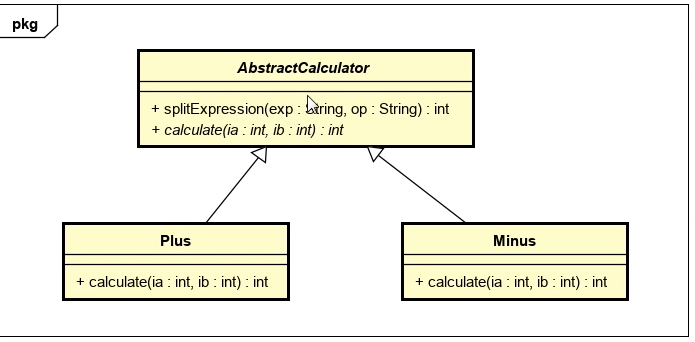 pkg
AbstractCalculator
+ splitExpression(exp : String, op : String) : int
+ calculate(ia : int, ib : int) : int
Plus
+ calculate(ia : int, ib : int) : int
Minus
+ calculate(ia : int, ib : int) : int